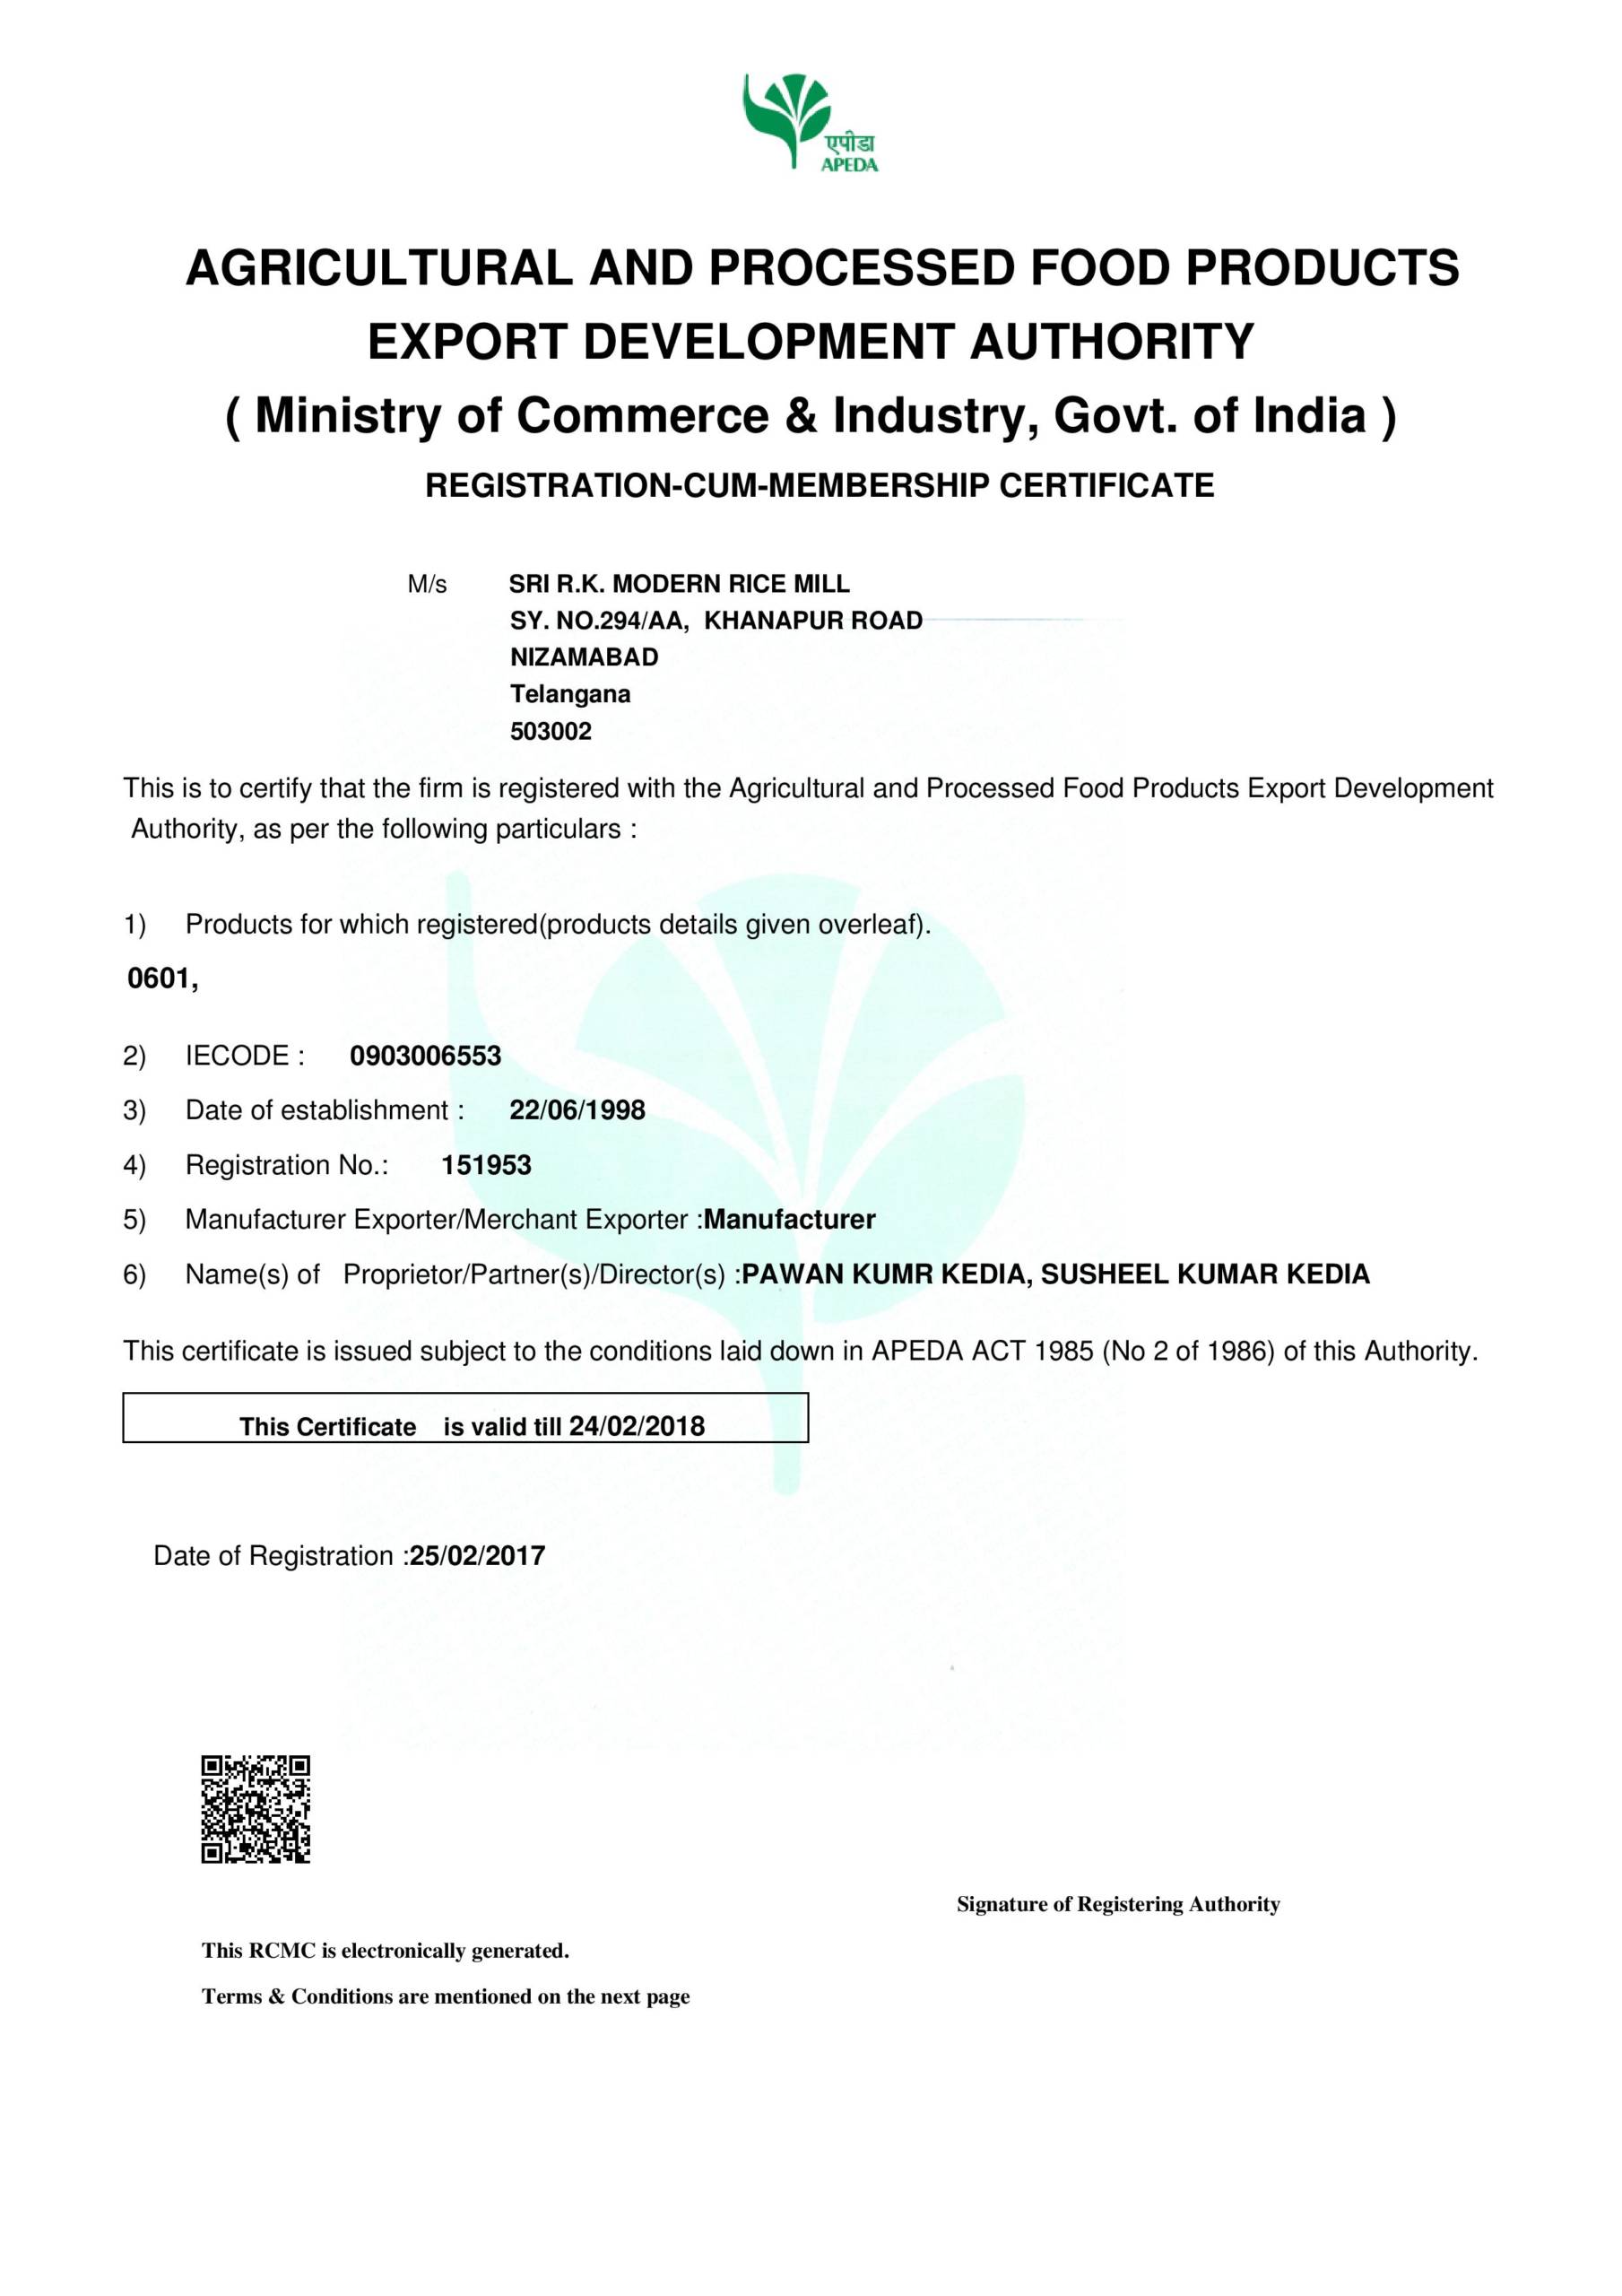 एपीडा
APEDA
AGRICULTURAL AND PROCESSED FOOD PRODUCTS
EXPORT DEVELOPMENT AUTHORITY
( Ministry of Commerce & Industry, Govt. of India )
REGISTRATION-CUM-MEMBERSHIP CERTIFICATE
M/s SRI R.K. MODERN RICE MILL
SY. NO.294/AA, KHANAPUR ROAD
NIZAMABAD
Telangana
503002
This is to certify that the firm is registered with the Agricultural and Processed Food Products Export Development
Authority, as per the following particulars :
1) Products for which registered(products details given overleaf).
0601,
2) IECODE : 0903006553
3) Date of establishment : 22/06/1998
4) Registration No.: 151953
5) Manufacturer Exporter/Merchant Exporter :Manufacturer
6) Name(s) of Proprietor/Partner(s)/Director(s) :PAWAN KUMR KEDIA, SUSHEEL KUMAR KEDIA
This certificate is issued subject to the conditions laid down in APEDA ACT 1985 (No 2 of 1986) of this Authority.
This Certificate is valid till 24/02/2018
Date of Registration :25/02/2017
Signature of Registering Authority
This RCMC is electronically generated.
Terms & Conditions are mentioned on the next page